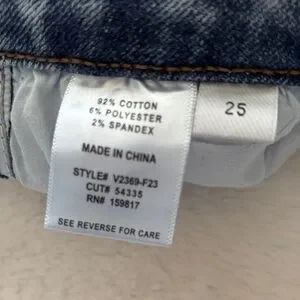 92% COTTON
6% POLYESTER
2% SPANDEX
MADE IN CHINA
STYLE# V2369-F23
CUT# 54335
RN# 159817
SEE REVERSE FOR CARE
25